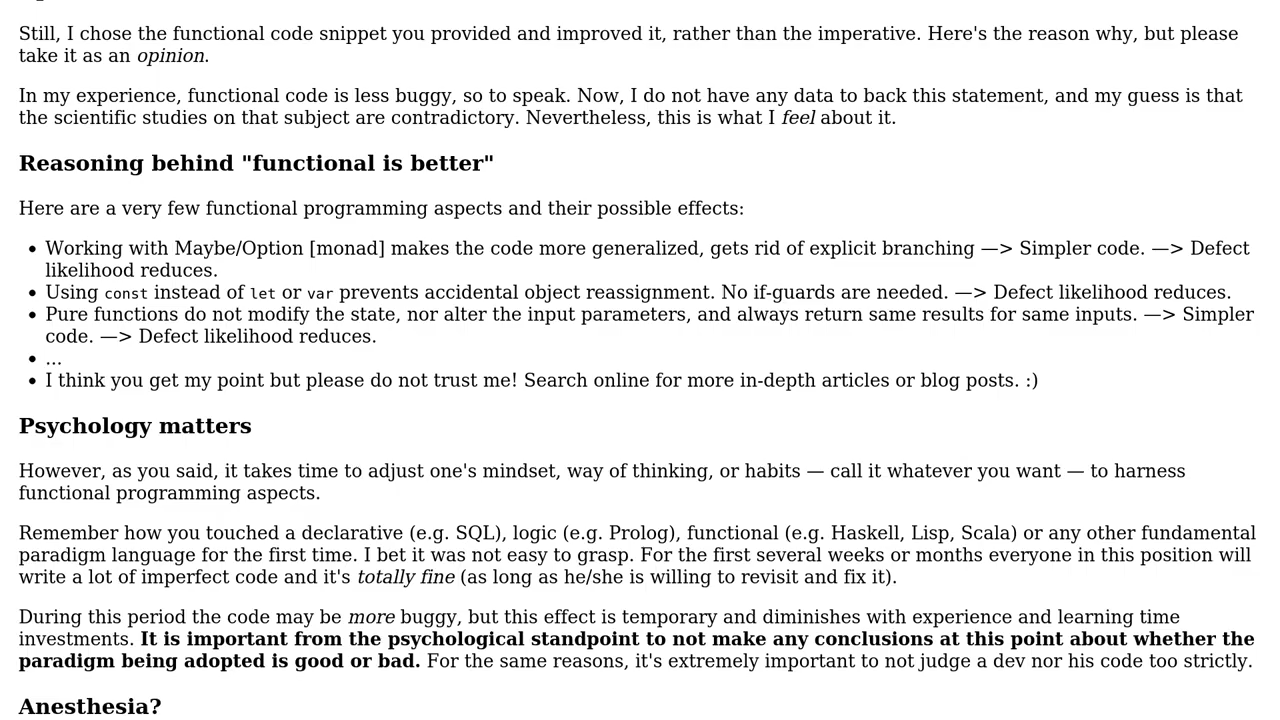 Still, I chose the functional code snippet you provided and improved it, rather than the imperative. Here's the reason why, but please
take it as an opinion.
In my experience, functional code is less buggy, so to speak. Now, I do not have any data to back this statement, and my guess is that
the scientific studies on that subject are contradictory. Nevertheless, this is what I feel about it.
Reasoning behind "functional is better"
Here are a very few functional programming aspects and their possible effects:
• Working with Maybe/Option [monad] makes the code more generalized, gets rid of explicit branching —> Simpler code. —> Defect
likelihood reduces.
• Using const instead of let or var prevents accidental object reassignment. No if-guards are needed. —> Defect likelihood reduces.
• Pure functions do not modify the state, nor alter the input parameters, and always return same results for same inputs. —> Simpler
code. —> Defect likelihood reduces.
• ...
• I think you get my point but please do not trust me! Search online for more in-depth articles or blog posts. :)
Psychology matters
However, as you said, it takes time to adjust one's mindset, way of thinking, or habits — call it whatever you want — to harness
functional programming aspects.
Remember how you touched a declarative (e.g. SQL), logic (e.g. Prolog), functional (e.g. Haskell, Lisp, Scala) or any other fundamental
paradigm language for the first time. I bet it was not easy to grasp. For the first several weeks or months everyone in this position will
write a lot of imperfect code and it's totally fine (as long as he/she is willing to revisit and fix it).
During this period the code may be more buggy, but this effect is temporary and diminishes with experience and learning time
investments. It is important from the psychological standpoint to not make any conclusions at this point about whether the
paradigm being adopted is good or bad. For the same reasons, it's extremely important to not judge a dev nor his code too strictly.
Anesthesia?